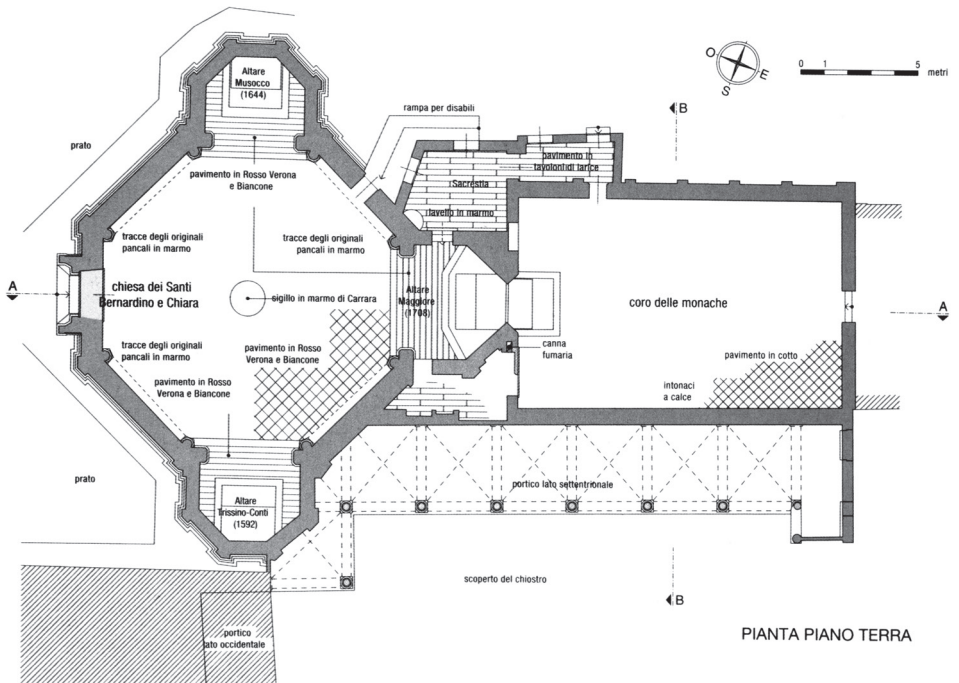 Altare
Musocco
(1644)
O
E
S
0 1 5
metri
B
rampa per disabili
prato
pavimento in
tavoloni di larice
pavimento in Rosso Verona
e Biancone
Sacrestia
lavello in marmo
tracce degli originali
pancali in marmo
tracce degli originali
pancali in marmo
A
chiesa dei Santi
Bernardino e Chiara
sigillo in marmo di Carrara
Altare
Maggiore
(1708)
coro delle monache
A
canna
fumaria
tracce degli originali
pancali in marmo
pavimento in Rosso
Verona e Biancone
pavimento in cotto
pavimento in Rosso
Verona e Biancone
intonaci
a calce
prato
Altare
Trissino-Conti
(1592)
portico lato settentrionale
scoperto del chiostro
B
portico
lato occidentale
PIANTA PIANO TERRA